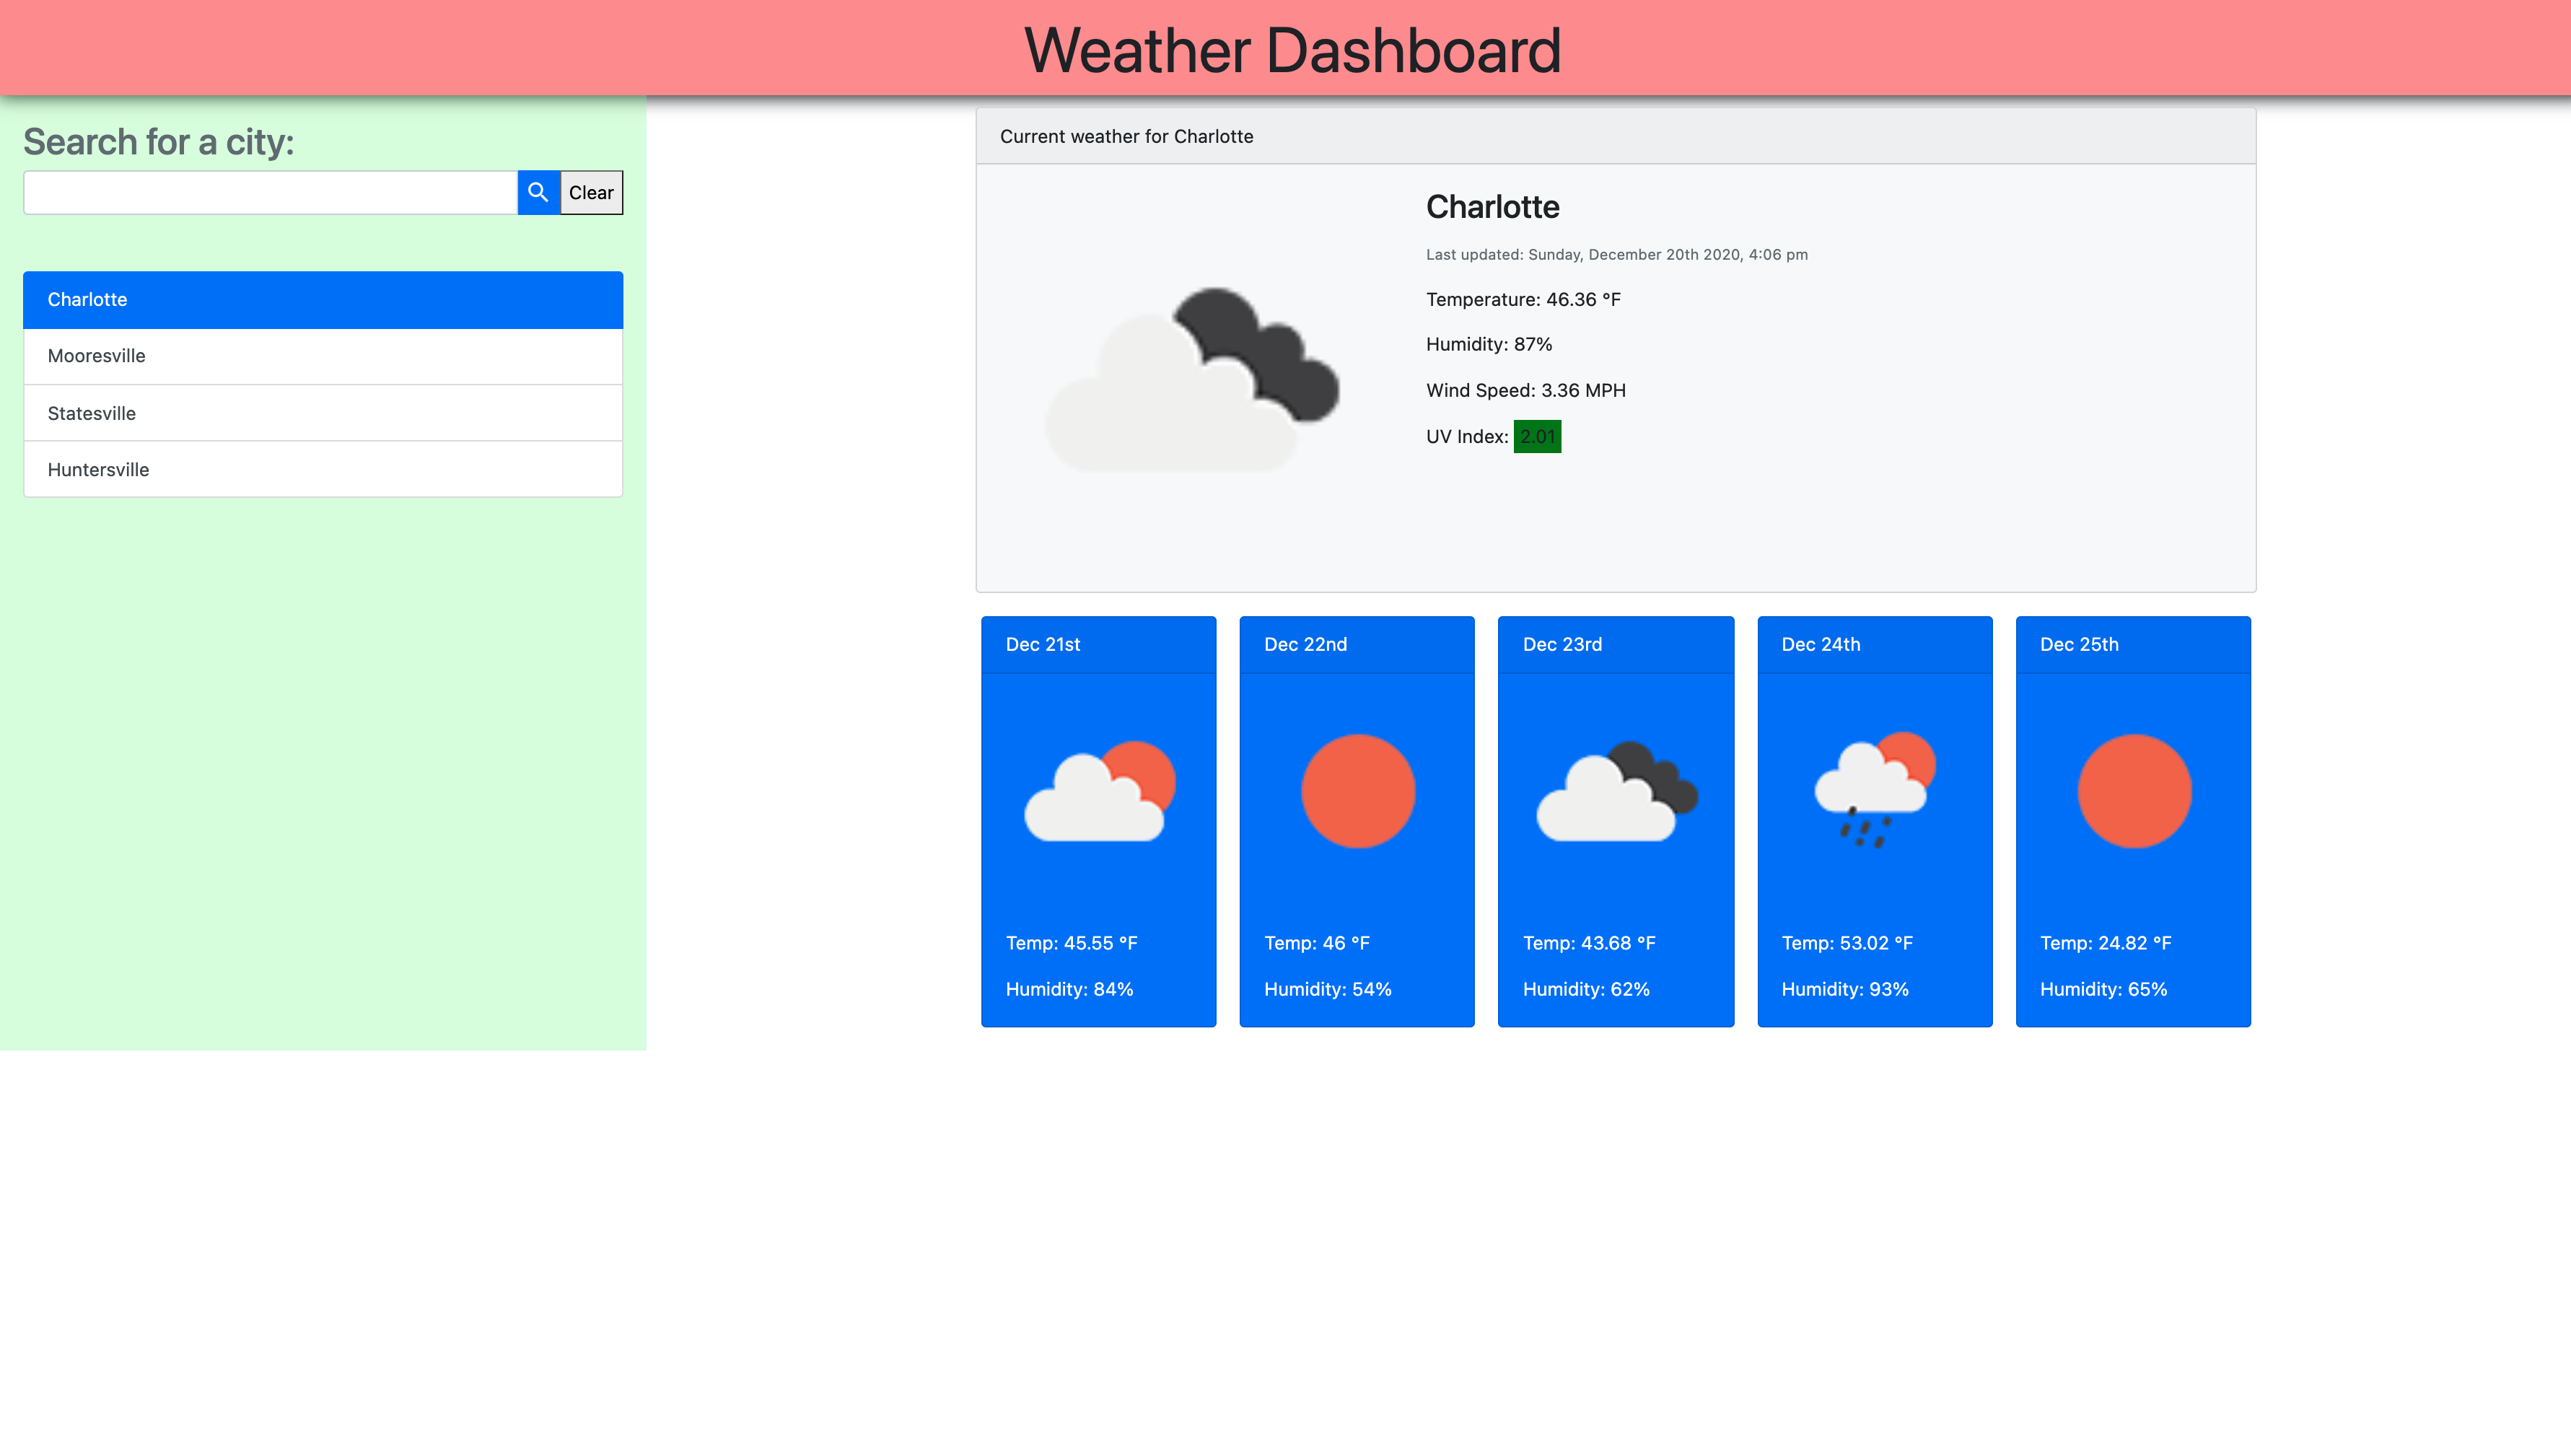 Weather Dashboard
Search for a city:
Clear
Charlotte
Mooresville
Statesville
Huntersville
Current weather for Charlotte
Charlotte
Last updated: Sunday, December 20th 2020, 4:06 pm
Temperature: 46.36 °F
Humidity: 87%
Wind Speed: 3.36 MPH
UV Index: 2.01
Dec 21st
Temp: 45.55 °F
Humidity: 84%
Dec 22nd
Temp: 46 °F
Humidity: 54%
Dec 23rd
Temp: 43.68 °F
Humidity: 62%
Dec 24th
Temp: 53.02 °F
Humidity: 93%
Dec 25th
Temp: 24.82 °F
Humidity: 65%